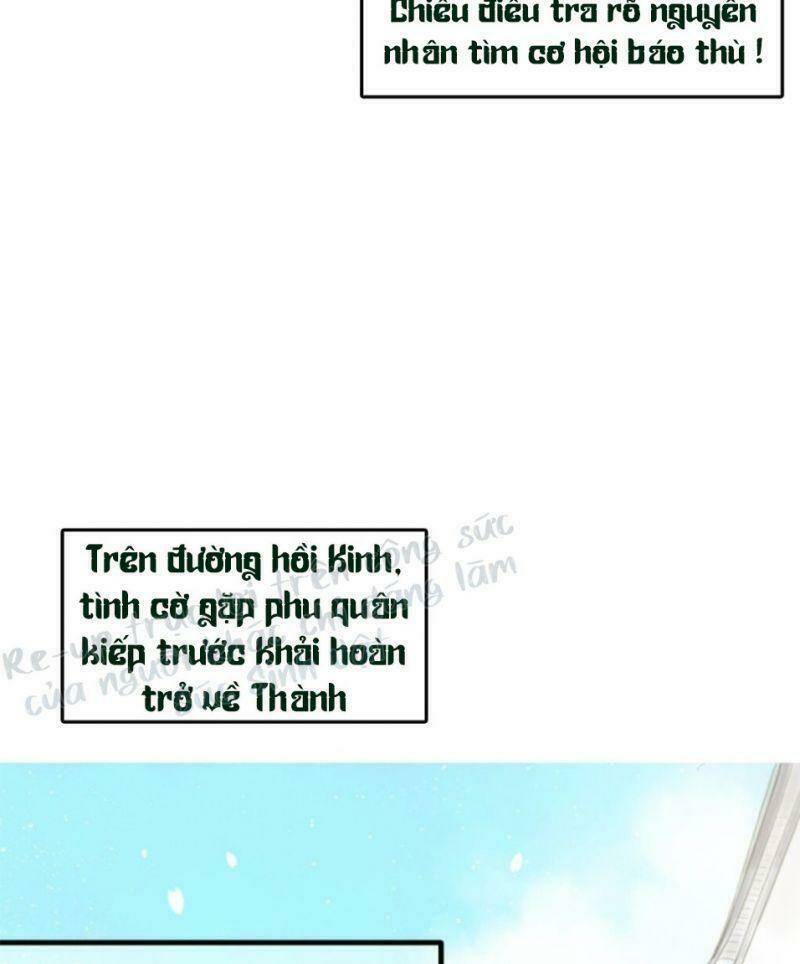 Chiêu điều tra rõ nguyên
nhân tìm cơ hội báo thù !
Trên đường hồi Kinh,
tình cờ gặp phu quân
kiếp trước Khải hoàn
trở về Thành